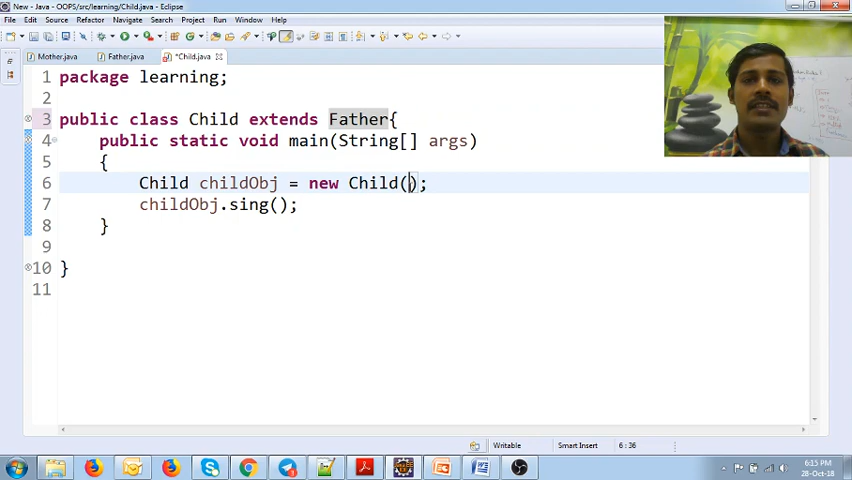 New - Java - OOPS/src/learning/Child.java - Eclipse
File Edit Source Refactor Navigate Search Project Run Window Help
Mother.java Father.java *Child.java
1 package learning;
2
3 public class Child extends Father{
4 public static void main(String[] args)
5 {
6 Child childObj = new Child();
7 childObj.sing();
8 }
9
10 }
11
Writable Smart Insert 6 : 36
6:15 PM
28-Oct-18